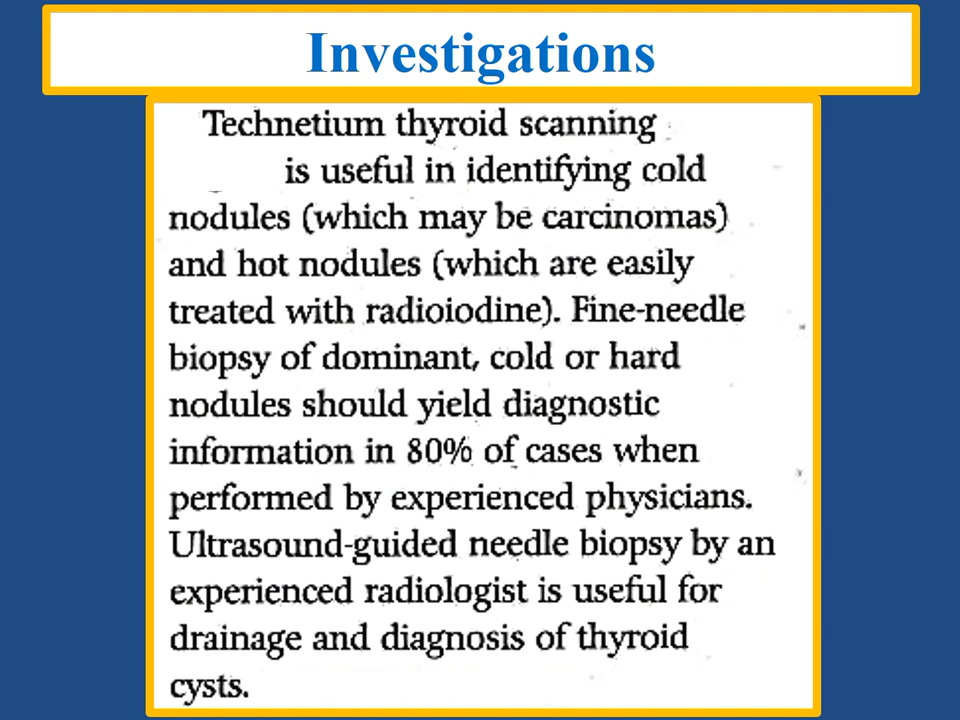 Investigations
Technetium thyroid scanning
is useful in identifying cold
nodules (which may be carcinomas)
and hot nodules (which are easily
treated with radioiodine). Fine-needle
biopsy of dominant, cold or hard
nodules should yield diagnostic
information in 80% of cases when
performed by experienced physicians.
Ultrasound-guided needle biopsy by an
experienced radiologist is useful for
drainage and diagnosis of thyroid
cysts.